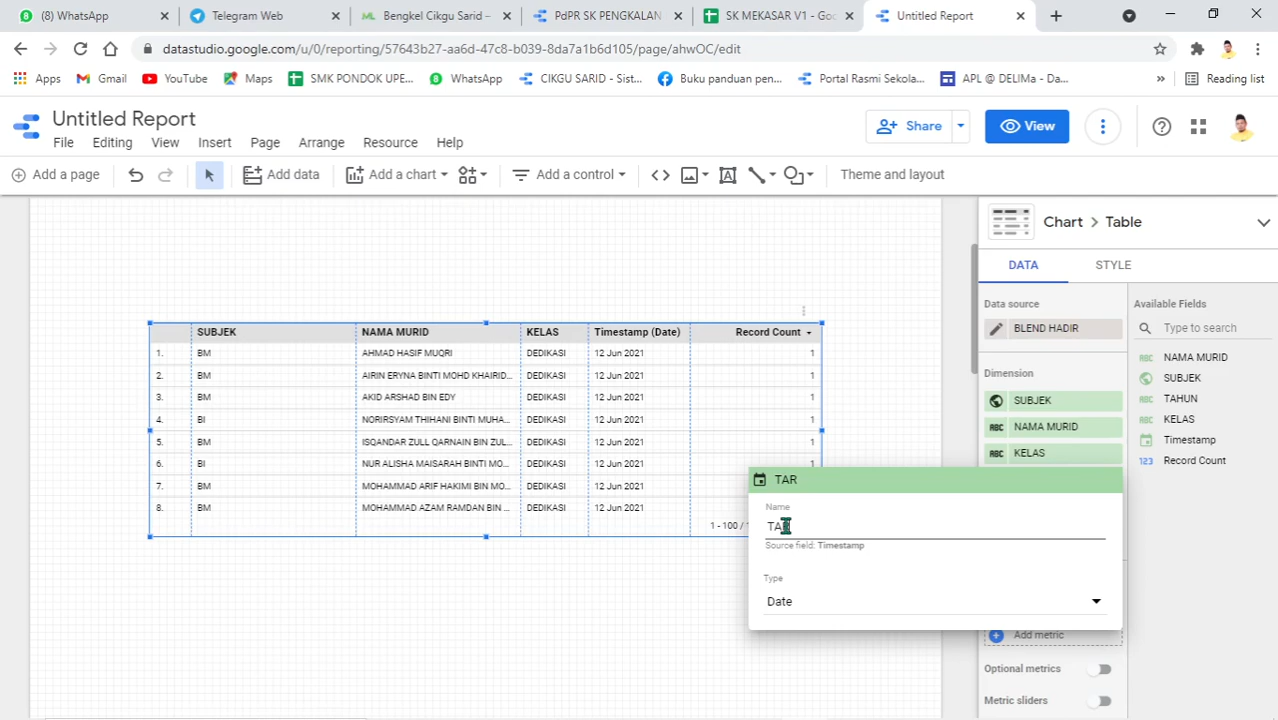 WhatsApp
Telegram Web
Bengkel Cikgu Sarid –
PdPR SK PENGKALAN
SK MEKASAR V1 - Goo
Untitled Report
datastudio.google.com/u/0/reporting/57643b27-aa6d-47c8-b039-8da7a1b6d105/page/ahwOC/edit
Apps
Gmail
YouTube
Maps
SMK PONDOK UPE...
WhatsApp
CIKGU SARID - Sist...
Buku panduan pen...
Portal Rasmi Sekola...
APL @ DELIMa - Da...
»
Reading list
Untitled Report
Share
View
File Editing View Insert Page Arrange Resource Help
Add a page
Add data
Add a chart
Add a control
Theme and layout
Chart > Table
DATA STYLE
Data source
BLEND HADIR
Dimension
SUBJEK
NAMA MURID
KELAS
Available Fields
Type to search
ABC NAMA MURID
SUBJEK
ABC TAHUN
ABC KELAS
Timestamp
123 Record Count
SUBJEK NAMA MURID KELAS Timestamp (Date) Record Count
1. BM AHMAD HASIF MUQRI DEDIKASI 12 Jun 2021 1
2. BM AIRIN ERYNA BINTI MOHD KHAIRID... DEDIKASI 12 Jun 2021 1
3. BM AKID ARSHAD BIN EDY DEDIKASI 12 Jun 2021 1
4. BI NORIRSYAM THIHANI BINTI MUHA... DEDIKASI 12 Jun 2021 1
5. BM ISQANDAR ZULL QARNAIN BIN ZUL... DEDIKASI 12 Jun 2021 1
6. BI NUR ALISHA MAISARAH BINTI MO... DEDIKASI 12 Jun 2021 1
7. BM MOHAMMAD ARIF HAKIMI BIN MO... DEDIKASI 12 Jun 2021
8. BM MOHAMMAD AZAM RAMDAN BIN ... DEDIKASI 12 Jun 2021
1 - 100 /
TAR
Name
TAR
Source field: Timestamp
Type
Date
Add metric
Optional metrics
Metric sliders